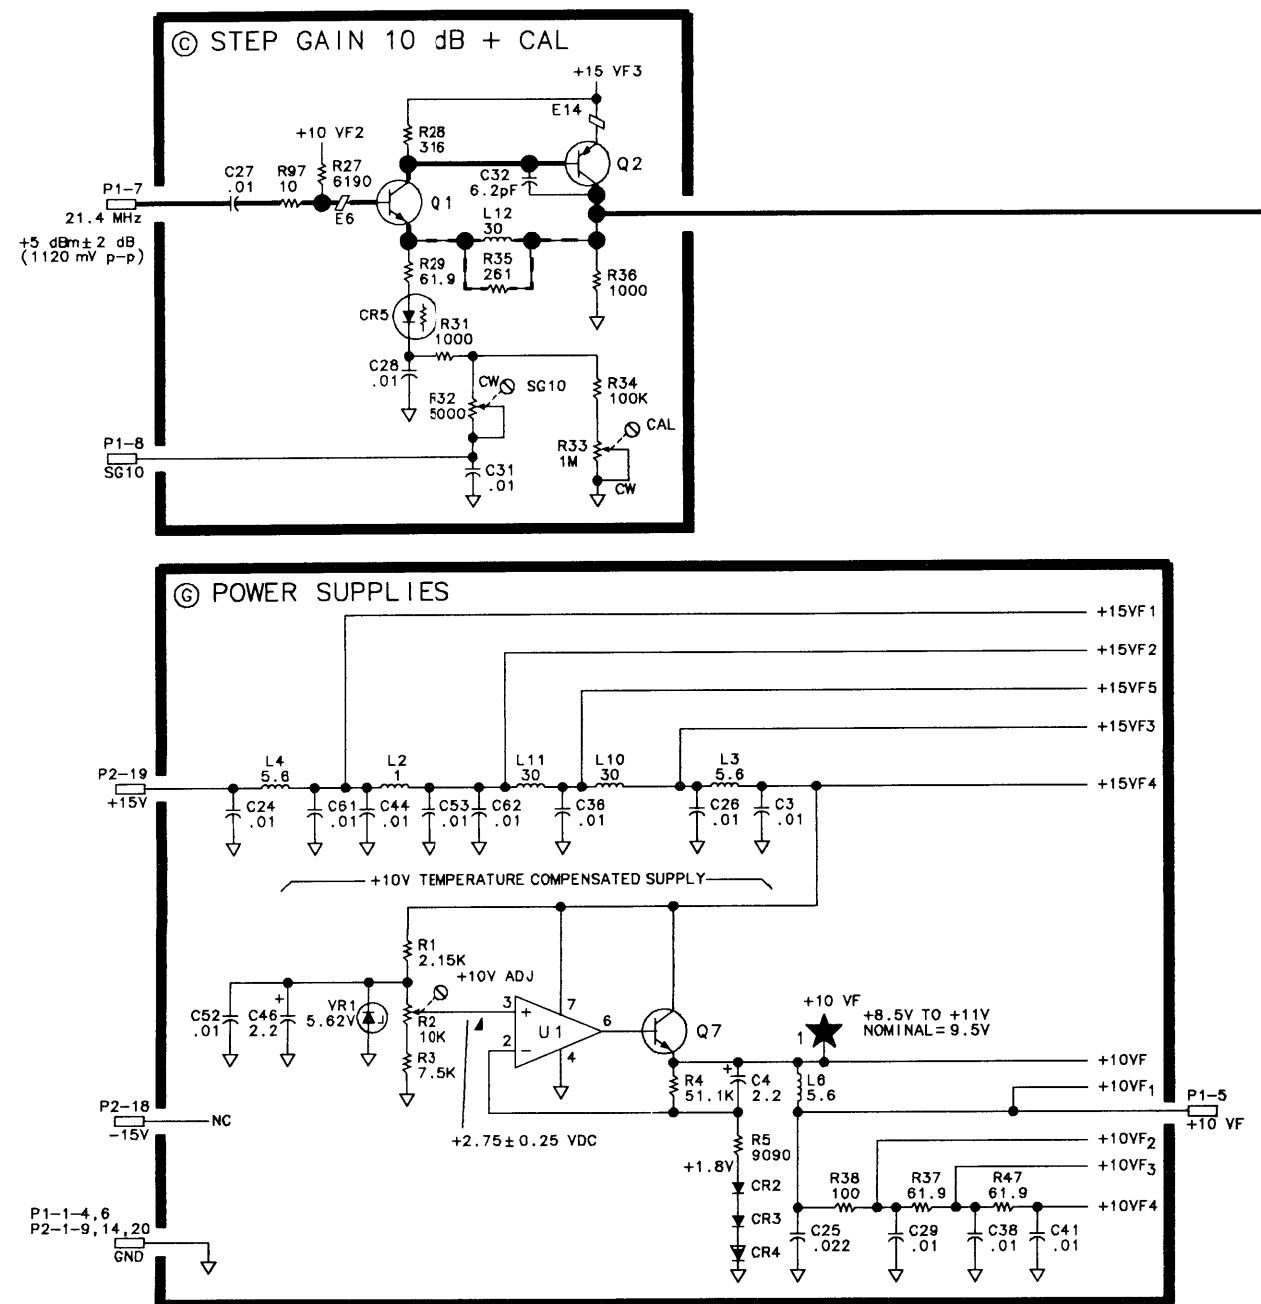 Ⓒ STEP GAIN 10 dB + CAL
+15 VF3
E14
+10 VF2
R28
316
Q2
C27
.01
R97
10
R27
6190
C32
6.2pF
P1-7
21.4 MHz
E6
Q1
L12
30
+5 dBm±2 dB
(1120 mV p-p)
R29
61.9
R35
261
R36
1000
CR5
R31
1000
C28
.01
CW
SG10
R34
100K
R32
5000
CAL
P1-8
SG10
R33
1M
C31
.01
CW
Ⓖ POWER SUPPLIES
+15VF1
+15VF2
+15VF5
+15VF3
P2-19
+15V
L4
5.6
L2
1
L11
30
L10
30
L3
5.6
+15VF4
C24
.01
C61
.01
C44
.01
C53
.01
C62
.01
C36
.01
C26
.01
C3
.01
+10V TEMPERATURE COMPENSATED SUPPLY
R1
2.15K
+10V ADJ
C52
.01
+
C46
2.2
VR1
5.62V
R2
10K
3
+
7
U1
6
2
−
4
Q7
+10 VF
+8.5V TO +11V
NOMINAL=9.5V
1
R3
7.5K
+10VF
R4
51.1K
+
C4
2.2
L6
5.6
+10VF1
P1-5
+10 VF
P2-18
-15V
NC
+2.75±0.25 VDC
R5
9090
+1.8V
+10VF2
+10VF3
CR2
R38
100
R37
61.9
R47
61.9
+10VF4
P1-1-4,6
P2-1-9,14,20
GND
CR3
CR4
C25
.022
C29
.01
C38
.01
C41
.01